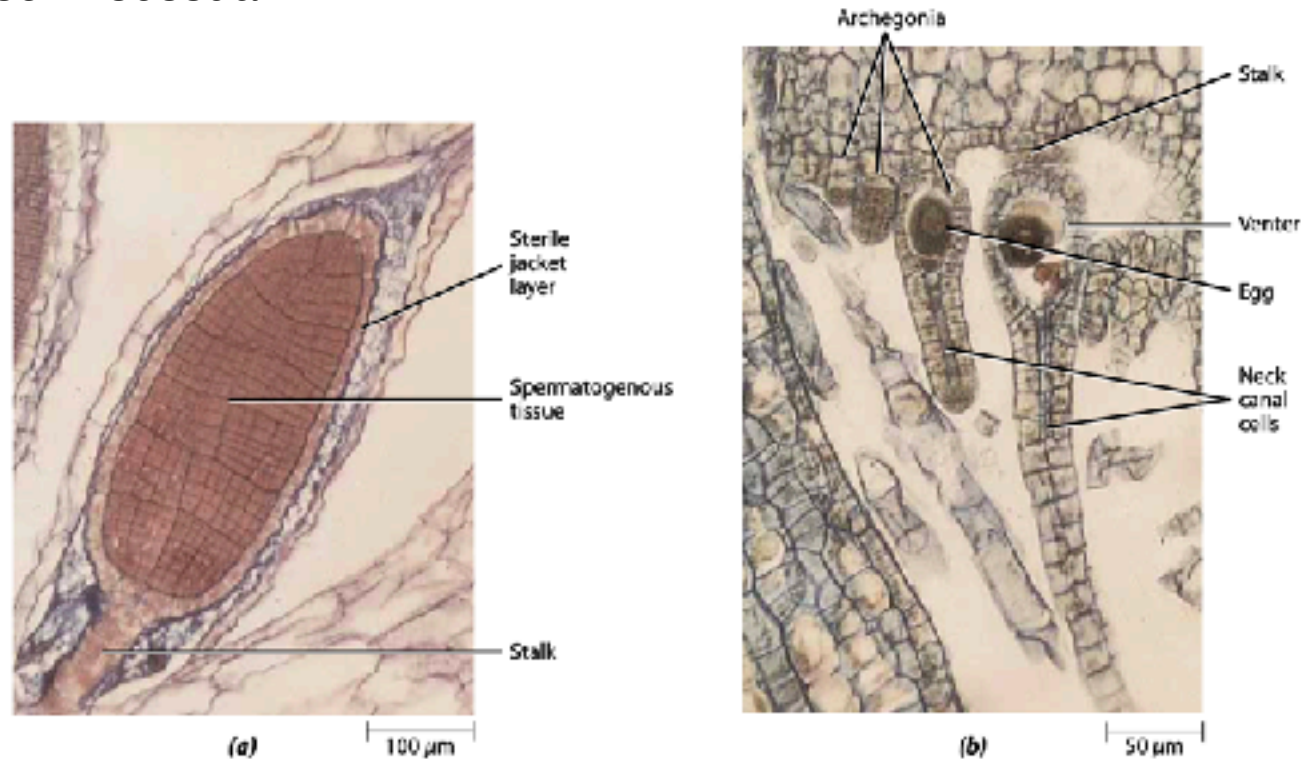 Sterile
jacket
layer
Spermatogenous
tissue
Stalk
(a)
100 μm
Archegonia
Stalk
Venter
Egg
Neck
canal
cells
(b)
50 μm